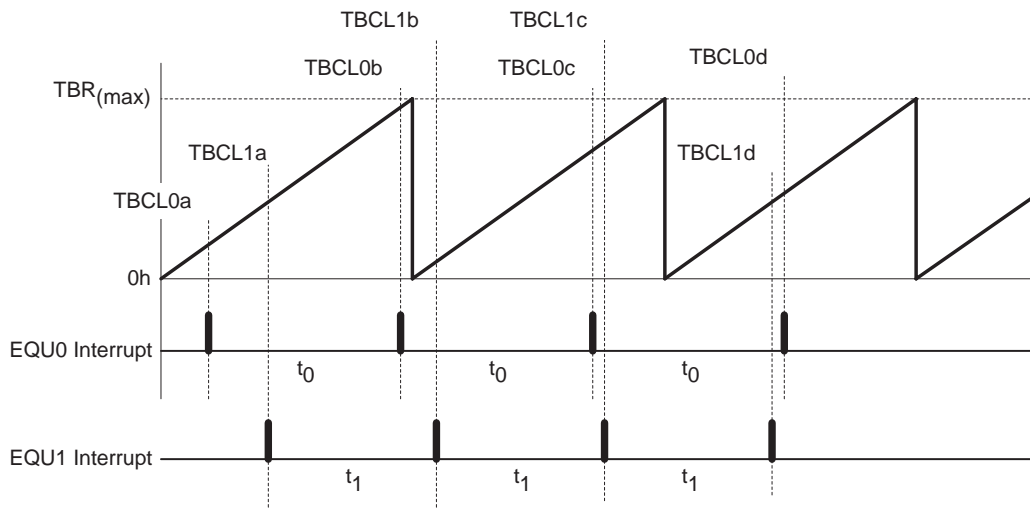 TBCL1b TBCL1c
TBCL0b TBCL0c TBCL0d
TBR(max)
TBCL1a TBCL1d
TBCL0a
0h
EQU0 Interrupt
t0 t0 t0
EQU1 Interrupt
t1 t1 t1